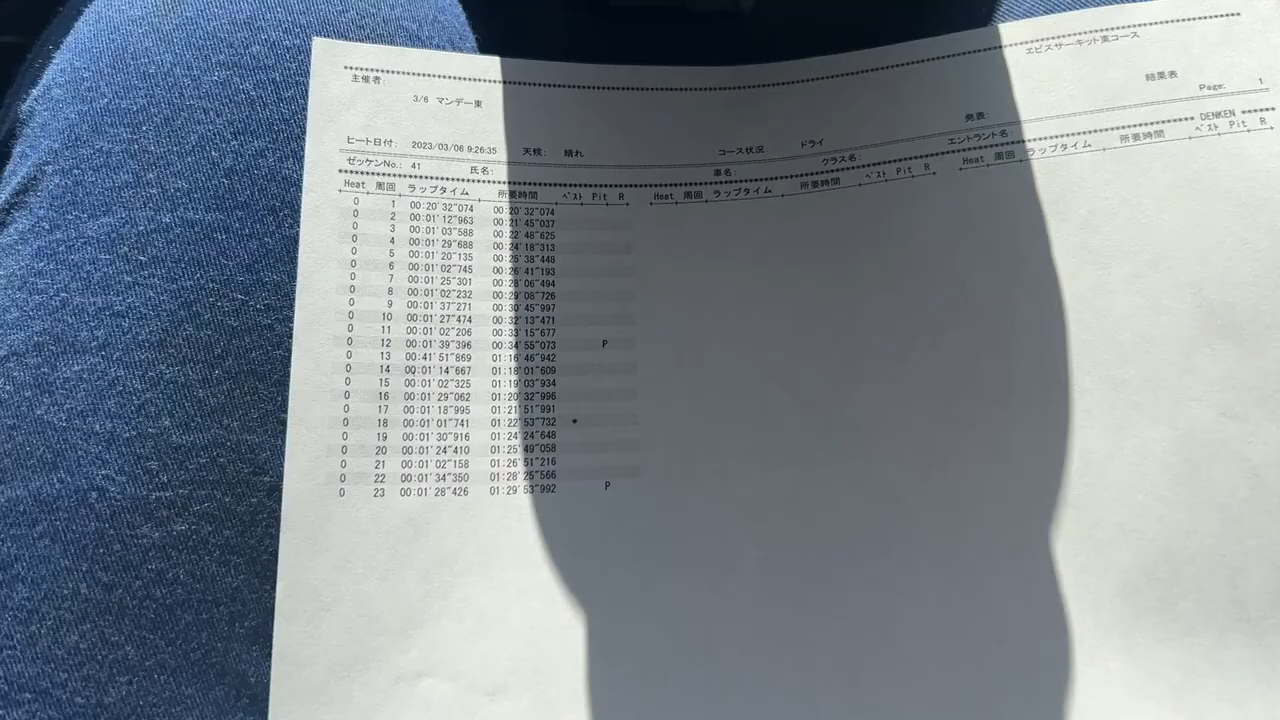 エビスサーキット東コース
主催者:
3/6 マンデー東
結果表
Page: 1
発表:
ヒート日付: 2023/03/06 9:26:35 天候: 晴れ コース状況: ドライ エントラント名: DENKEN
ゼッケンNo.: 41 氏名: 車名: クラス名:
Heat 周回 ラップタイム 所要時間 ベスト Pit R Heat 周回 ラップタイム 所要時間 ベスト Pit R Heat 周回 ラップタイム 所要時間 ベスト Pit R
0 1 00:20'32"074 00:20'32"074
0 2 00:01'12"963 00:21'45"037
0 3 00:01'03"588 00:22'48"625
0 4 00:01'29"688 00:24'18"313
0 5 00:01'20"135 00:25'38"448
0 6 00:01'02"745 00:26'41"193
0 7 00:01'25"301 00:28'06"494
0 8 00:01'02"232 00:29'08"726
0 9 00:01'37"271 00:30'45"997
0 10 00:01'27"474 00:32'13"471
0 11 00:01'02"206 00:33'15"677
0 12 00:01'39"396 00:34'55"073 P
0 13 00:41'51"869 01:16'46"942
0 14 00:01'14"667 01:18'01"609
0 15 00:01'02"325 01:19'03"934
0 16 00:01'29"062 01:20'32"996
0 17 00:01'18"995 01:21'51"991
0 18 00:01'01"741 01:22'53"732 *
0 19 00:01'30"916 01:24'24"648
0 20 00:01'24"410 01:25'49"058
0 21 00:01'02"158 01:26'51"216
0 22 00:01'34"350 01:28'25"566
0 23 00:01'28"426 01:29'53"992 P